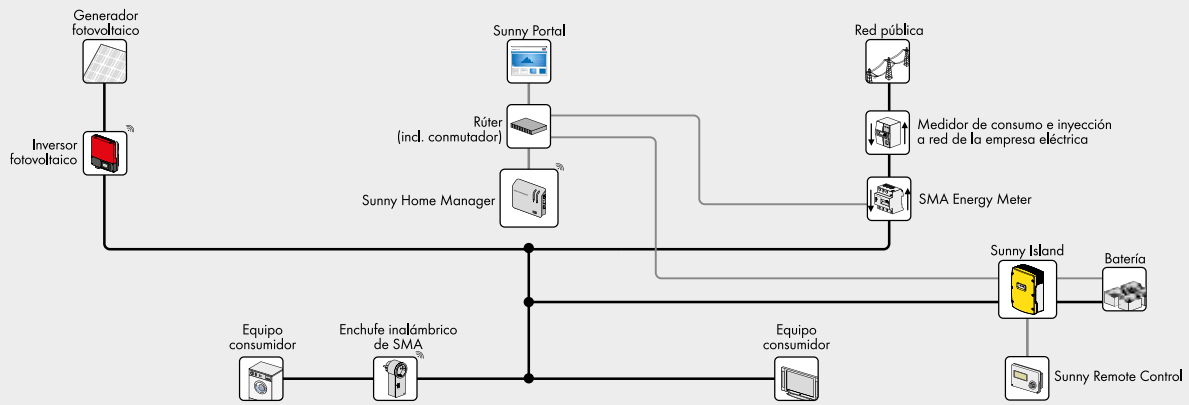 Generador
fotovoltaico
Sunny Portal
Red pública
Inversor
fotovoltaico
Rúter
(incl. conmutador)
Medidor de consumo e inyección
a red de la empresa eléctrica
Sunny Home Manager
SMA Energy Meter
Sunny Island
Batería
Equipo
consumidor
Enchufe inalámbrico
de SMA
Equipo
consumidor
Sunny Remote Control